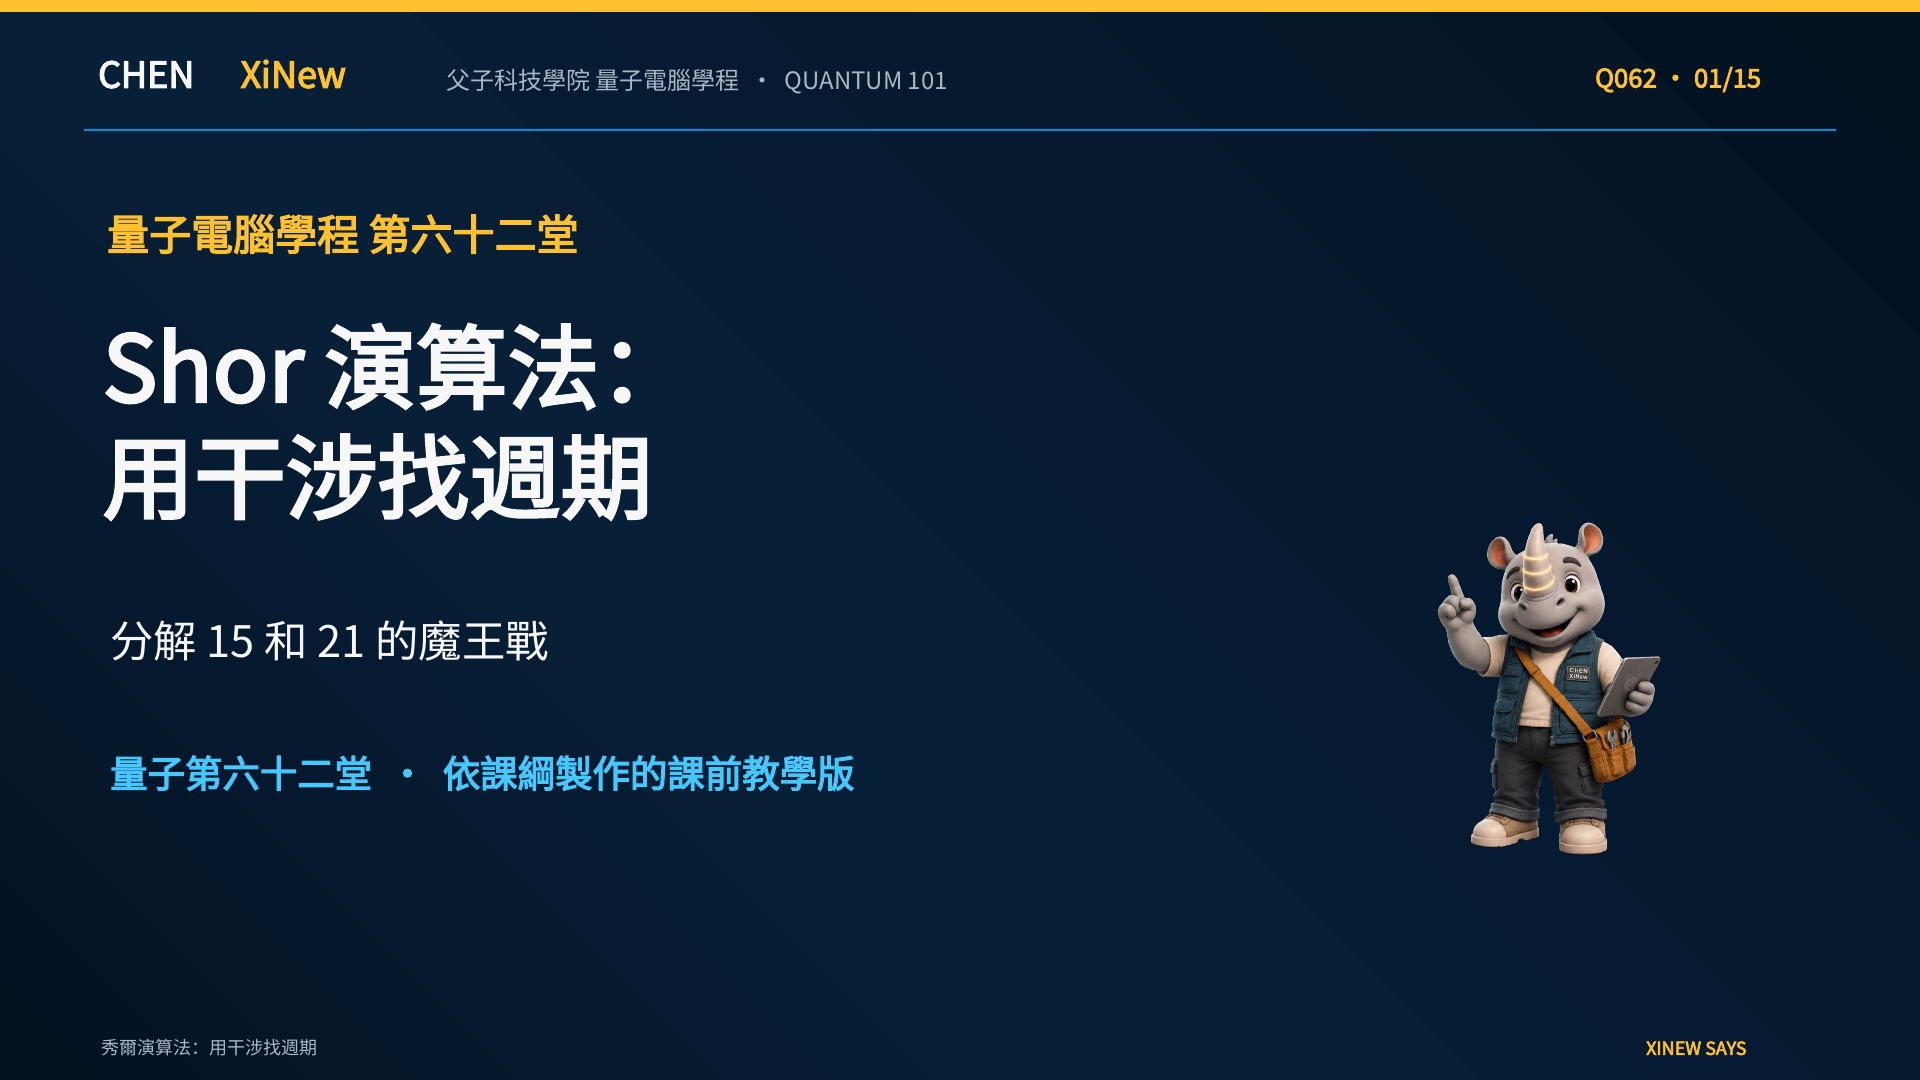 CHEN XiNew 父子科技學院 量子電腦學程 · QUANTUM 101 Q062 · 01/15
量子電腦學程 第六十二堂
Shor 演算法：
用干涉找週期
分解 15 和 21 的魔王戰
量子第六十二堂 · 依課綱製作的課前教學版
CHEN
XiNew
秀爾演算法：用干涉找週期 XINEW SAYS